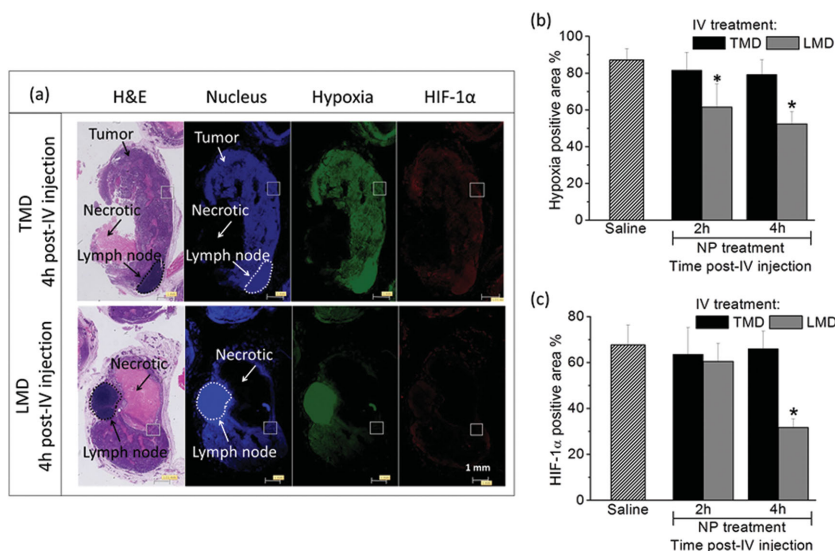 (a)
H&E
Nucleus
Hypoxia
HIF-1α
TMD
4h post-IV injection
Tumor
Necrotic
Necrotic
Lymph node
Lymph node
LMD
4h post-IV injection
Necrotic
Necrotic
Lymph node
Lymph node
1 mm
(b)
IV treatment:
TMD
LMD
Hypoxia positive area %
100
80
60
40
20
0
*
*
Saline
2h
4h
NP treatment
Time post-IV injection
(c)
IV treatment:
TMD
LMD
HIF-1α positive area %
100
80
60
40
20
0
*
Saline
2h
4h
NP treatment
Time post-IV injection